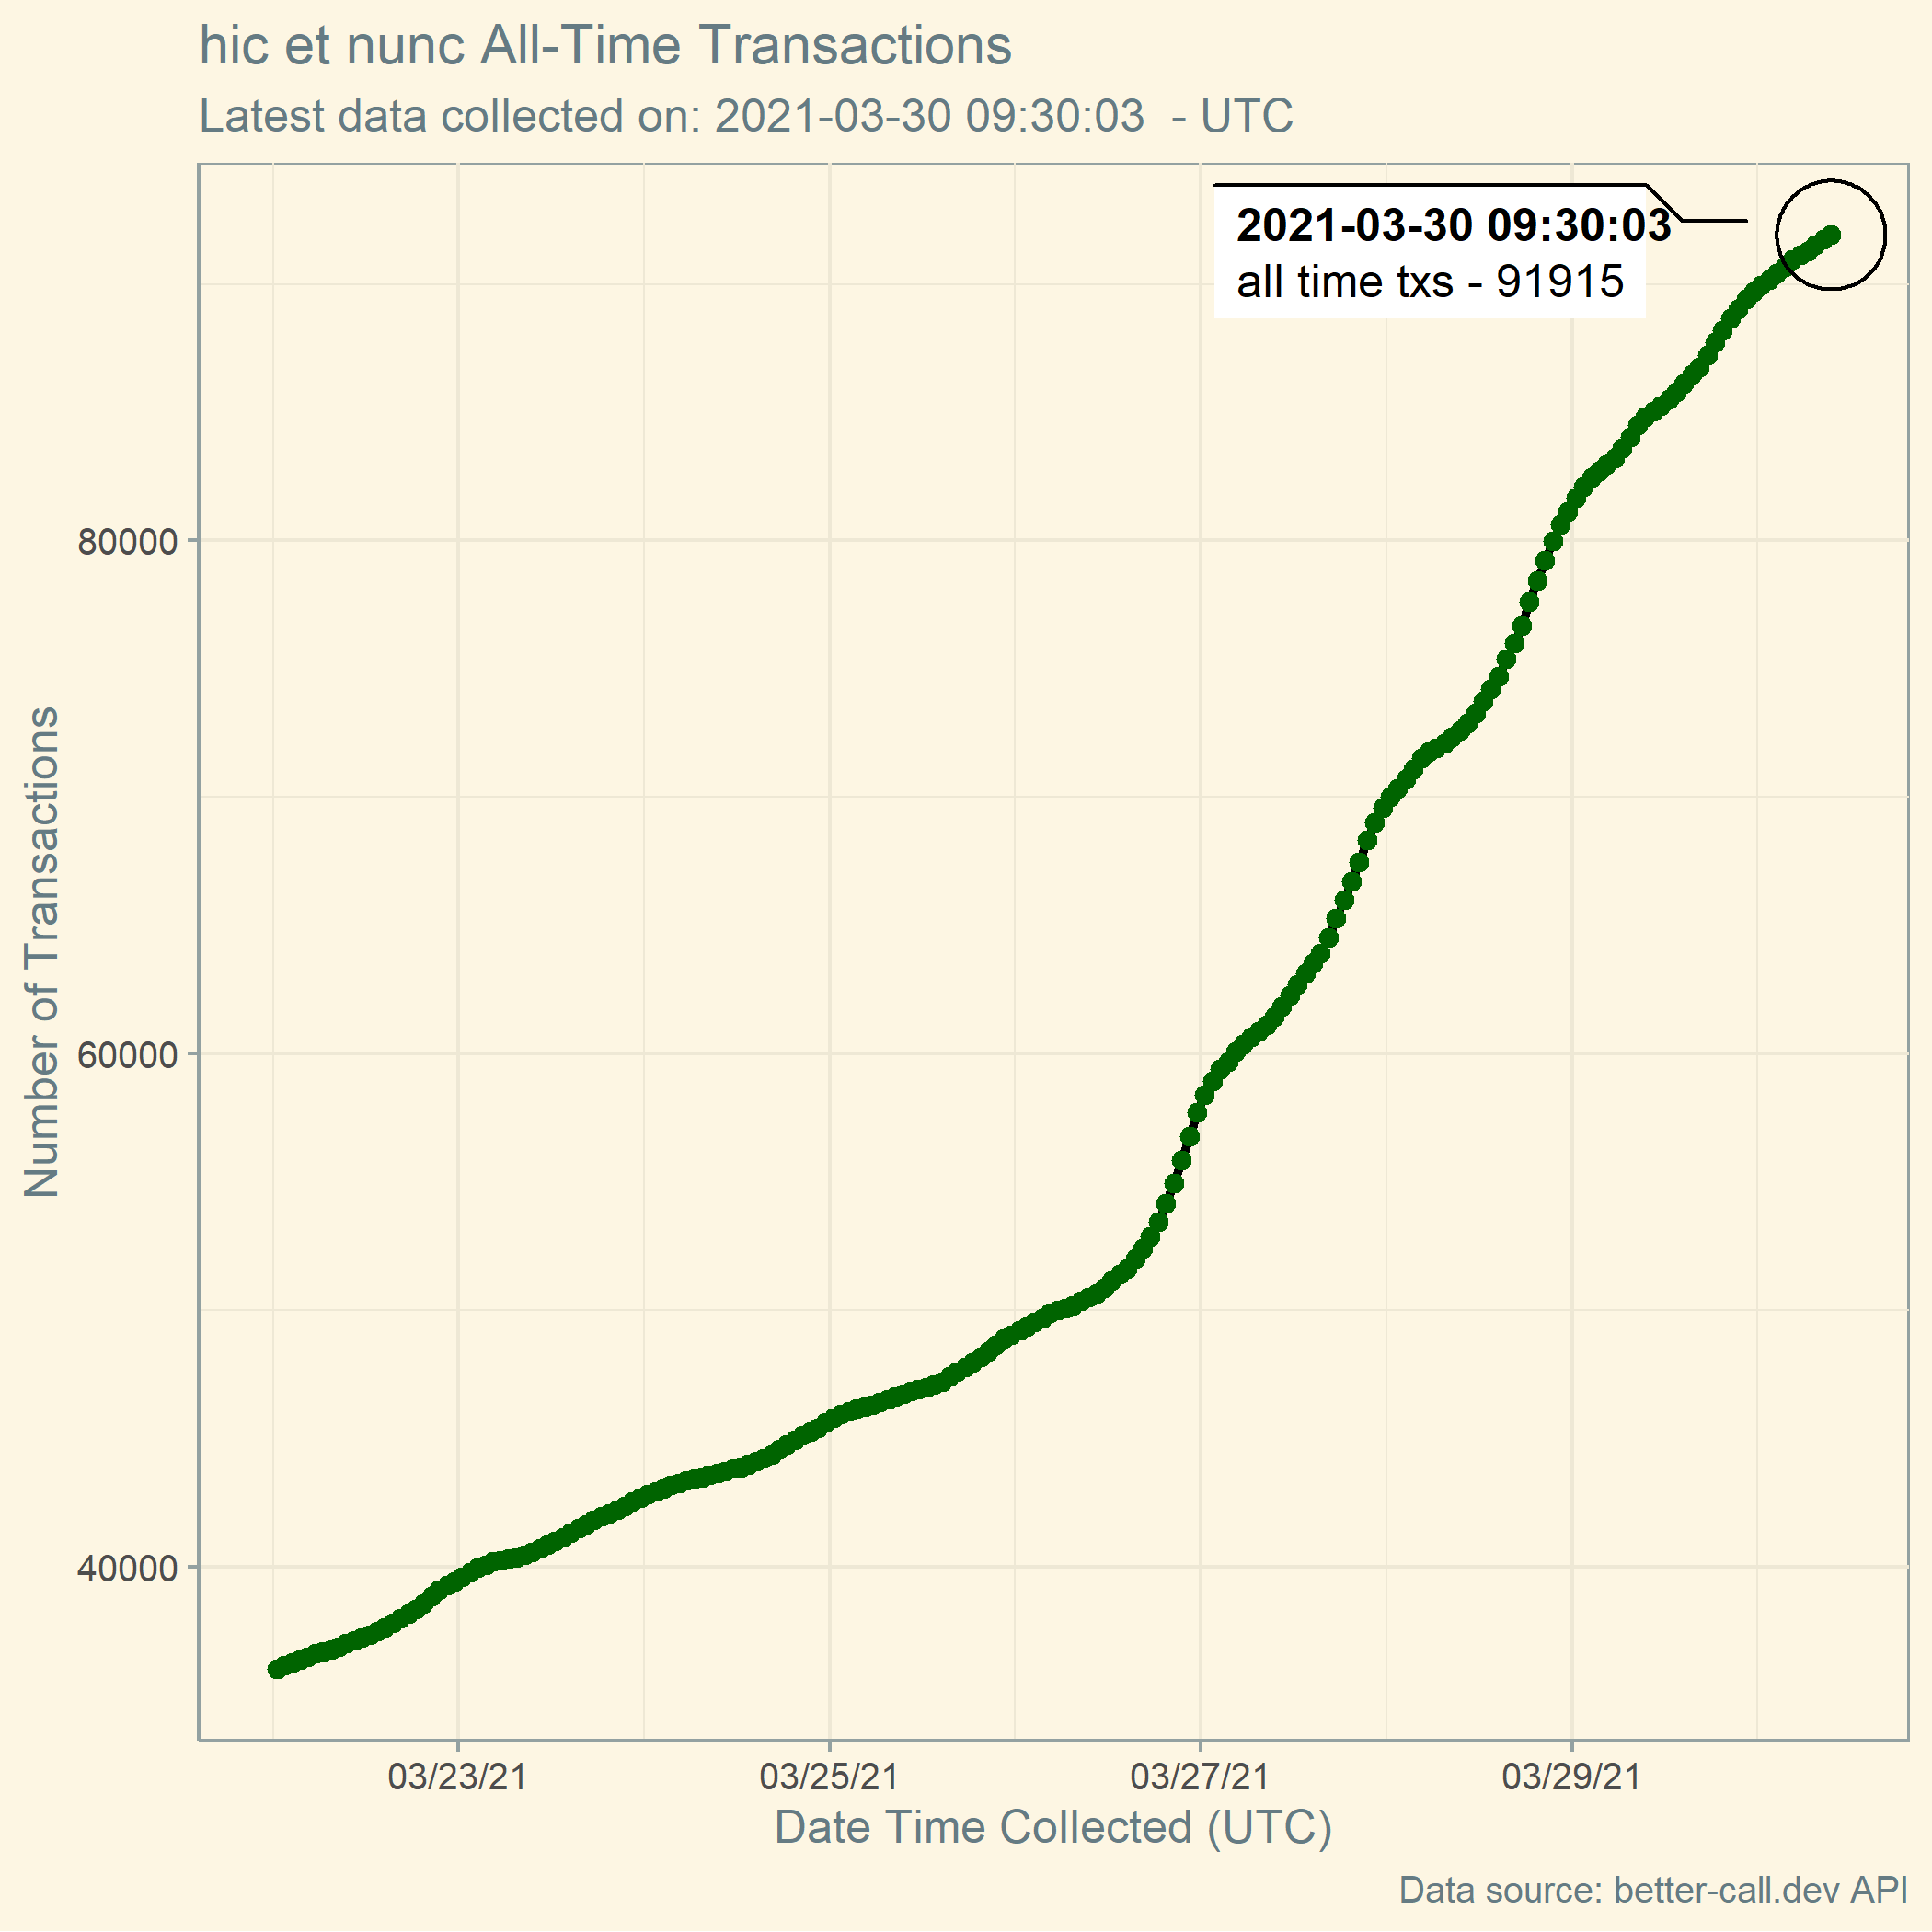 hic et nunc All-Time Transactions
Latest data collected on: 2021-03-30 09:30:03  - UTC
2021-03-30 09:30:03
all time txs - 91915
Number of Transactions
80000
60000
40000
03/23/21
03/25/21
03/27/21
03/29/21
Date Time Collected (UTC)
Data source: better-call.dev API